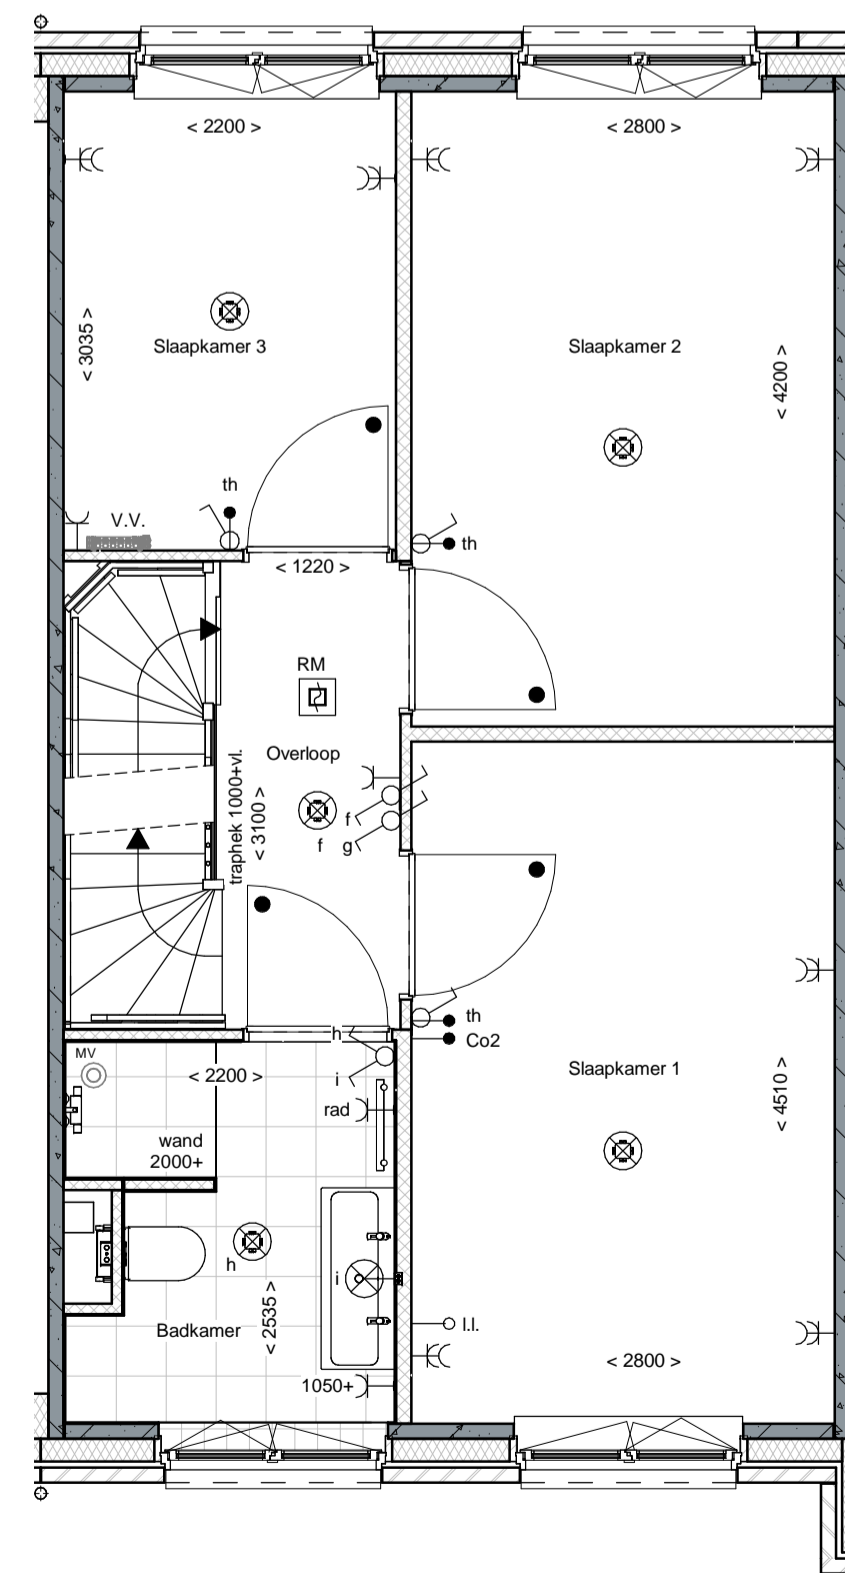 < 2200 >
< 2800 >
< 3035 >
Slaapkamer 3
Slaapkamer 2
< 4200 >
th
V.V.
th
< 1220 >
RM
Overloop
traphek 1000+vl.
< 3100 >
f
f
g
h
i
th
Co2
MV
< 2200 >
Slaapkamer 1
< 4510 >
rad
wand
2000+
h
i
< 2535 >
Badkamer
l.l.
< 2800 >
1050+